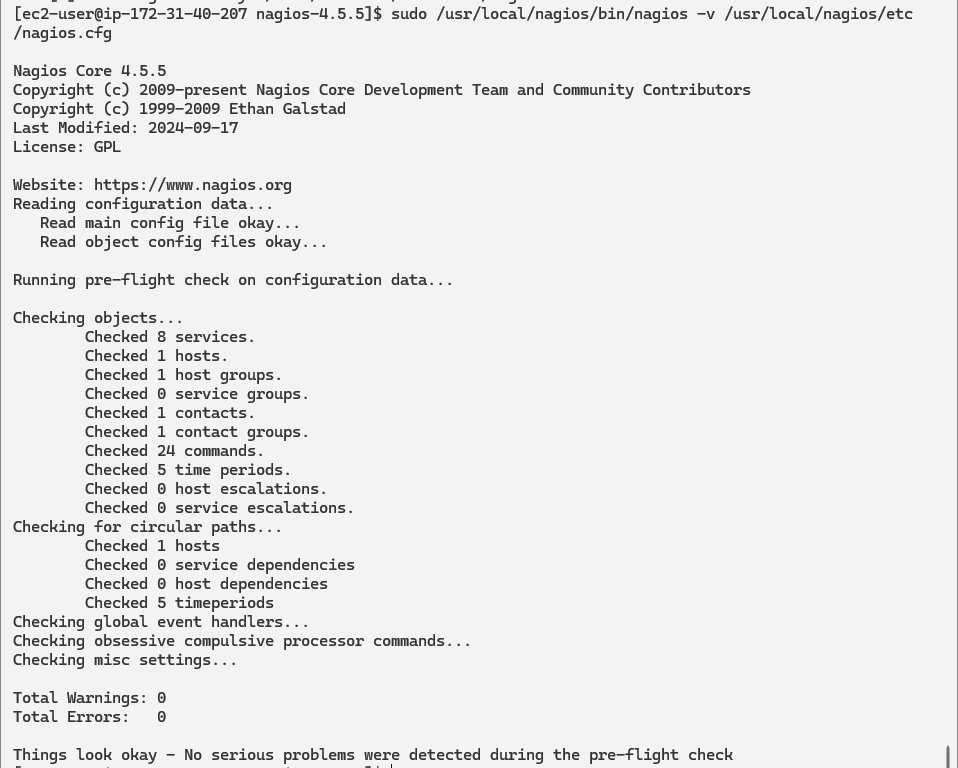 [ec2-user@ip-172-31-40-207 nagios-4.5.5]$ sudo /usr/local/nagios/bin/nagios -v /usr/local/nagios/etc
/nagios.cfg
Nagios Core 4.5.5
Copyright (c) 2009-present Nagios Core Development Team and Community Contributors
Copyright (c) 1999-2009 Ethan Galstad
Last Modified: 2024-09-17
License: GPL
Website: https://www.nagios.org
Reading configuration data...
   Read main config file okay...
   Read object config files okay...
Running pre-flight check on configuration data...
Checking objects...
        Checked 8 services.
        Checked 1 hosts.
        Checked 1 host groups.
        Checked 0 service groups.
        Checked 1 contacts.
        Checked 1 contact groups.
        Checked 24 commands.
        Checked 5 time periods.
        Checked 0 host escalations.
        Checked 0 service escalations.
Checking for circular paths...
        Checked 1 hosts
        Checked 0 service dependencies
        Checked 0 host dependencies
        Checked 5 timeperiods
Checking global event handlers...
Checking obsessive compulsive processor commands...
Checking misc settings...
Total Warnings: 0
Total Errors:   0
Things look okay - No serious problems were detected during the pre-flight check